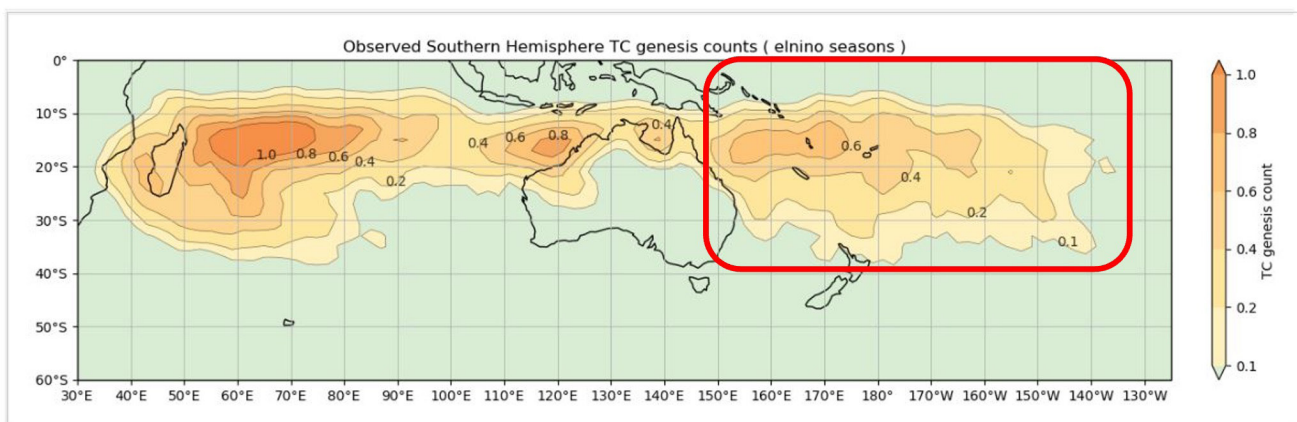 Observed Southern Hemisphere TC genesis counts ( elnino seasons )
0°
10°S
20°S
30°S
40°S
50°S
60°S
30°E 40°E 50°E 60°E 70°E 80°E 90°E 100°E 110°E 120°E 130°E 140°E 150°E 160°E 170°E 180° 170°W 160°W 150°W 140°W 130°W
1.0 0.8 0.6 0.4
0.2
0.4 0.6 0.8
0.4
0.6
0.4
0.2
0.1
1.0
0.8
0.6
0.4
0.2
0.1
TC genesis count